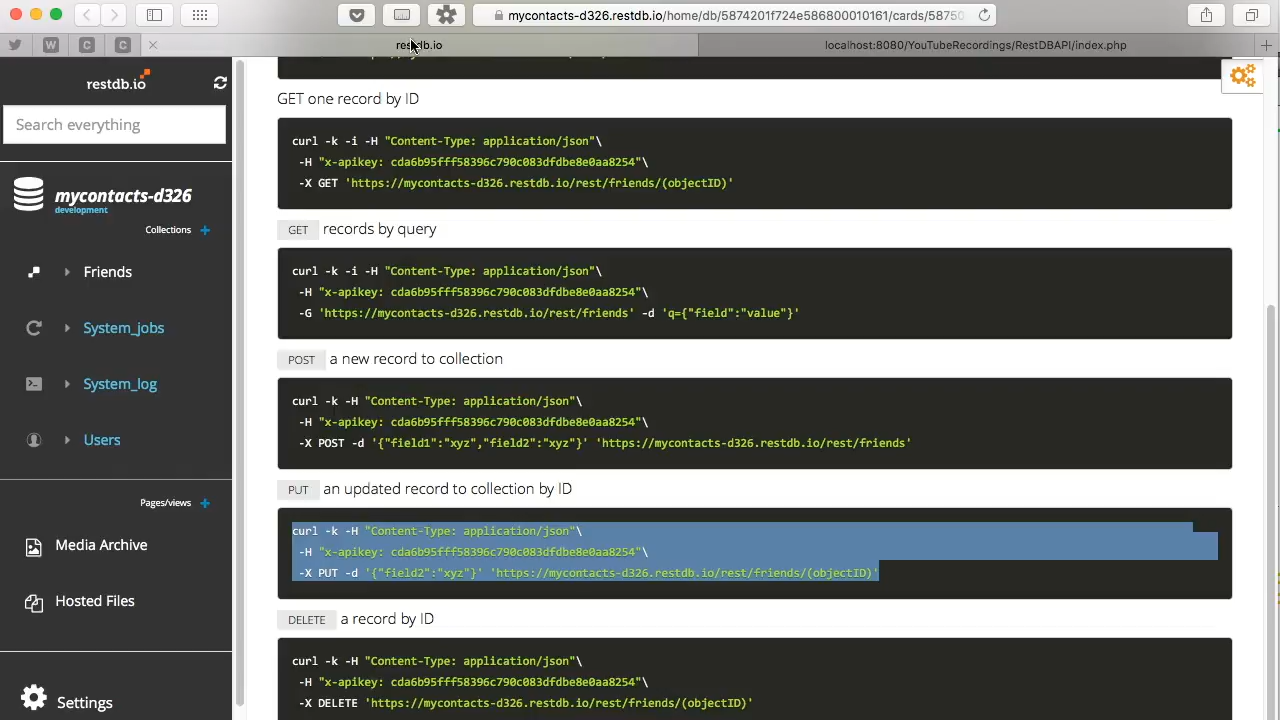 mycontacts-d326.restdb.io/home/db/5874201f724e586800010161/cards/58750
W
C
C
restdb.io
localhost:8080/YouTubeRecordings/RestDBAPI/index.php
restdb.io
Search everything
mycontacts-d326
development
Collections +
Friends
System_jobs
System_log
Users
Pages/views +
Media Archive
Hosted Files
Settings
GET one record by ID
curl -k -i -H "Content-Type: application/json"\
-H "x-apikey: cda6b95fff58396c790c083dfdbe8e0aa8254"\
-X GET 'https://mycontacts-d326.restdb.io/rest/friends/(objectID)'
GET records by query
curl -k -i -H "Content-Type: application/json"\
-H "x-apikey: cda6b95fff58396c790c083dfdbe8e0aa8254"\
-G 'https://mycontacts-d326.restdb.io/rest/friends' -d 'q={"field":"value"}'
POST a new record to collection
curl -k -H "Content-Type: application/json"\
-H "x-apikey: cda6b95fff58396c790c083dfdbe8e0aa8254"\
-X POST -d '{"field1":"xyz","field2":"xyz"}' 'https://mycontacts-d326.restdb.io/rest/friends'
PUT an updated record to collection by ID
curl -k -H "Content-Type: application/json"\
-H "x-apikey: cda6b95fff58396c790c083dfdbe8e0aa8254"\
-X PUT -d '{"field2":"xyz"}' 'https://mycontacts-d326.restdb.io/rest/friends/(objectID)'
DELETE a record by ID
curl -k -H "Content-Type: application/json"\
-H "x-apikey: cda6b95fff58396c790c083dfdbe8e0aa8254"\
-X DELETE 'https://mycontacts-d326.restdb.io/rest/friends/(objectID)'